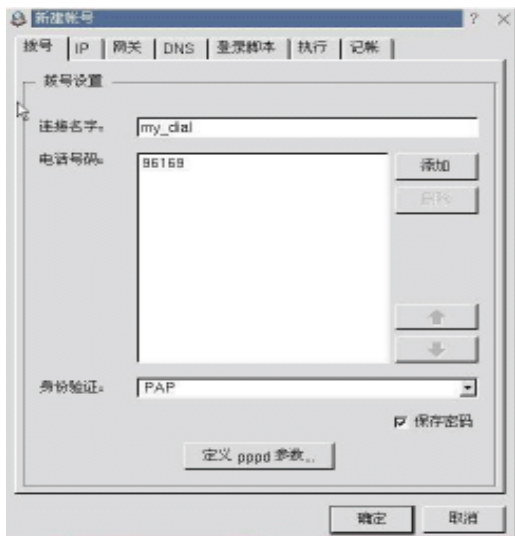 新建帐号
拨号 IP 网关 DNS 登录脚本 执行 记帐
拨号设置
连接名字:
my_dial
电话号码:
96169
添加
删除
身份验证:
PAP
保存密码
定义 pppd 参数...
确定 取消